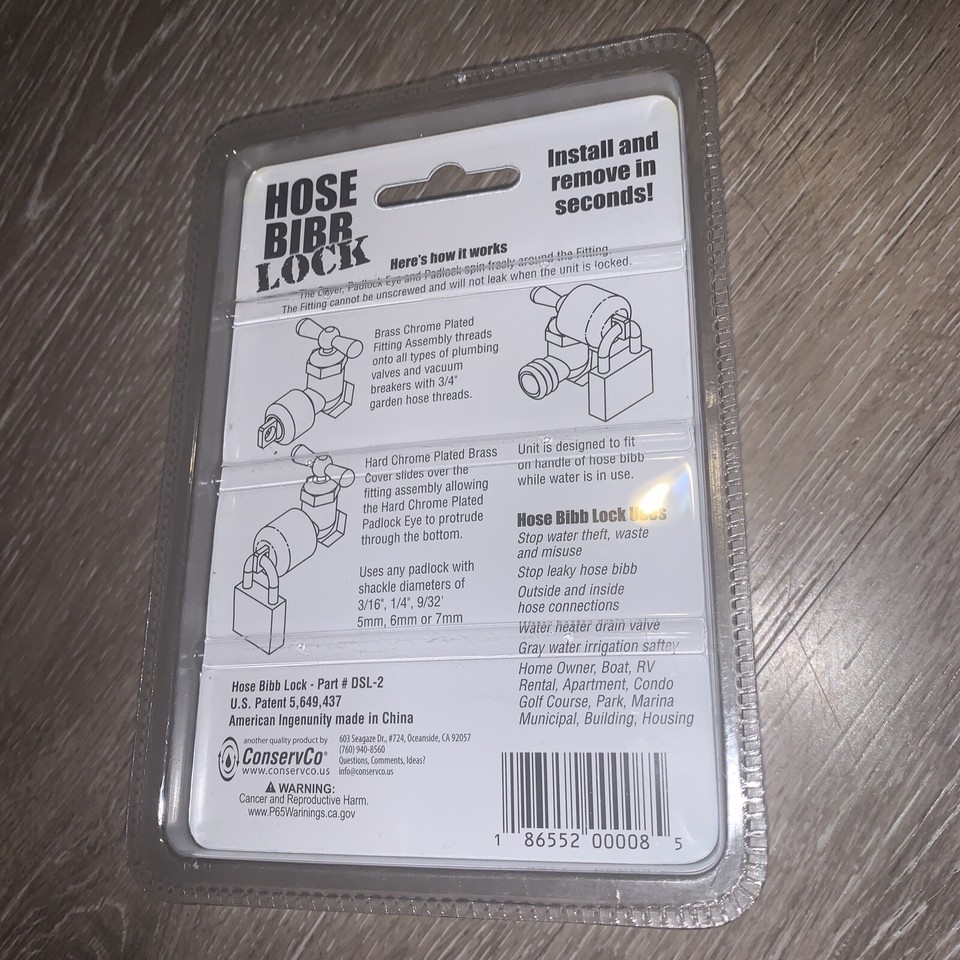 HOSE
BIBB
LOCK
Install and
remove in
seconds!
Here's how it works
The Cover, Padlock Eye and Padlock spin freely around the Fitting.
The Fitting cannot be unscrewed and will not leak when the unit is locked.
Brass Chrome Plated
Fitting Assembly threads
onto all types of plumbing
valves and vacuum
breakers with 3/4"
garden hose threads.
Hard Chrome Plated Brass
Cover slides over the
fitting assembly allowing
the Hard Chrome Plated
Padlock Eye to protrude
through the bottom.
Uses any padlock with
shackle diameters of
3/16", 1/4", 9/32'
5mm, 6mm or 7mm
Unit is designed to fit
on handle of hose bibb
while water is in use.
Hose Bibb Lock Uses
Stop water theft, waste
and misuse
Stop leaky hose bibb
Outside and inside
hose connections
Water heater drain valve
Gray water irrigation saftey
Home Owner, Boat, RV
Rental, Apartment, Condo
Golf Course, Park, Marina
Municipal, Building, Housing
Hose Bibb Lock - Part # DSL-2
U.S. Patent 5,649,437
American Ingenuity made in China
another quality product by
ConservCo®
www.conservco.us
603 Seagaze Dr., #724, Oceanside, CA 92057
(760) 940-8560
Questions, Comments, Ideas?
info@conservco.us
⚠ WARNING:
Cancer and Reproductive Harm.
www.P65Warinings.ca.gov
1 86552 00008 5